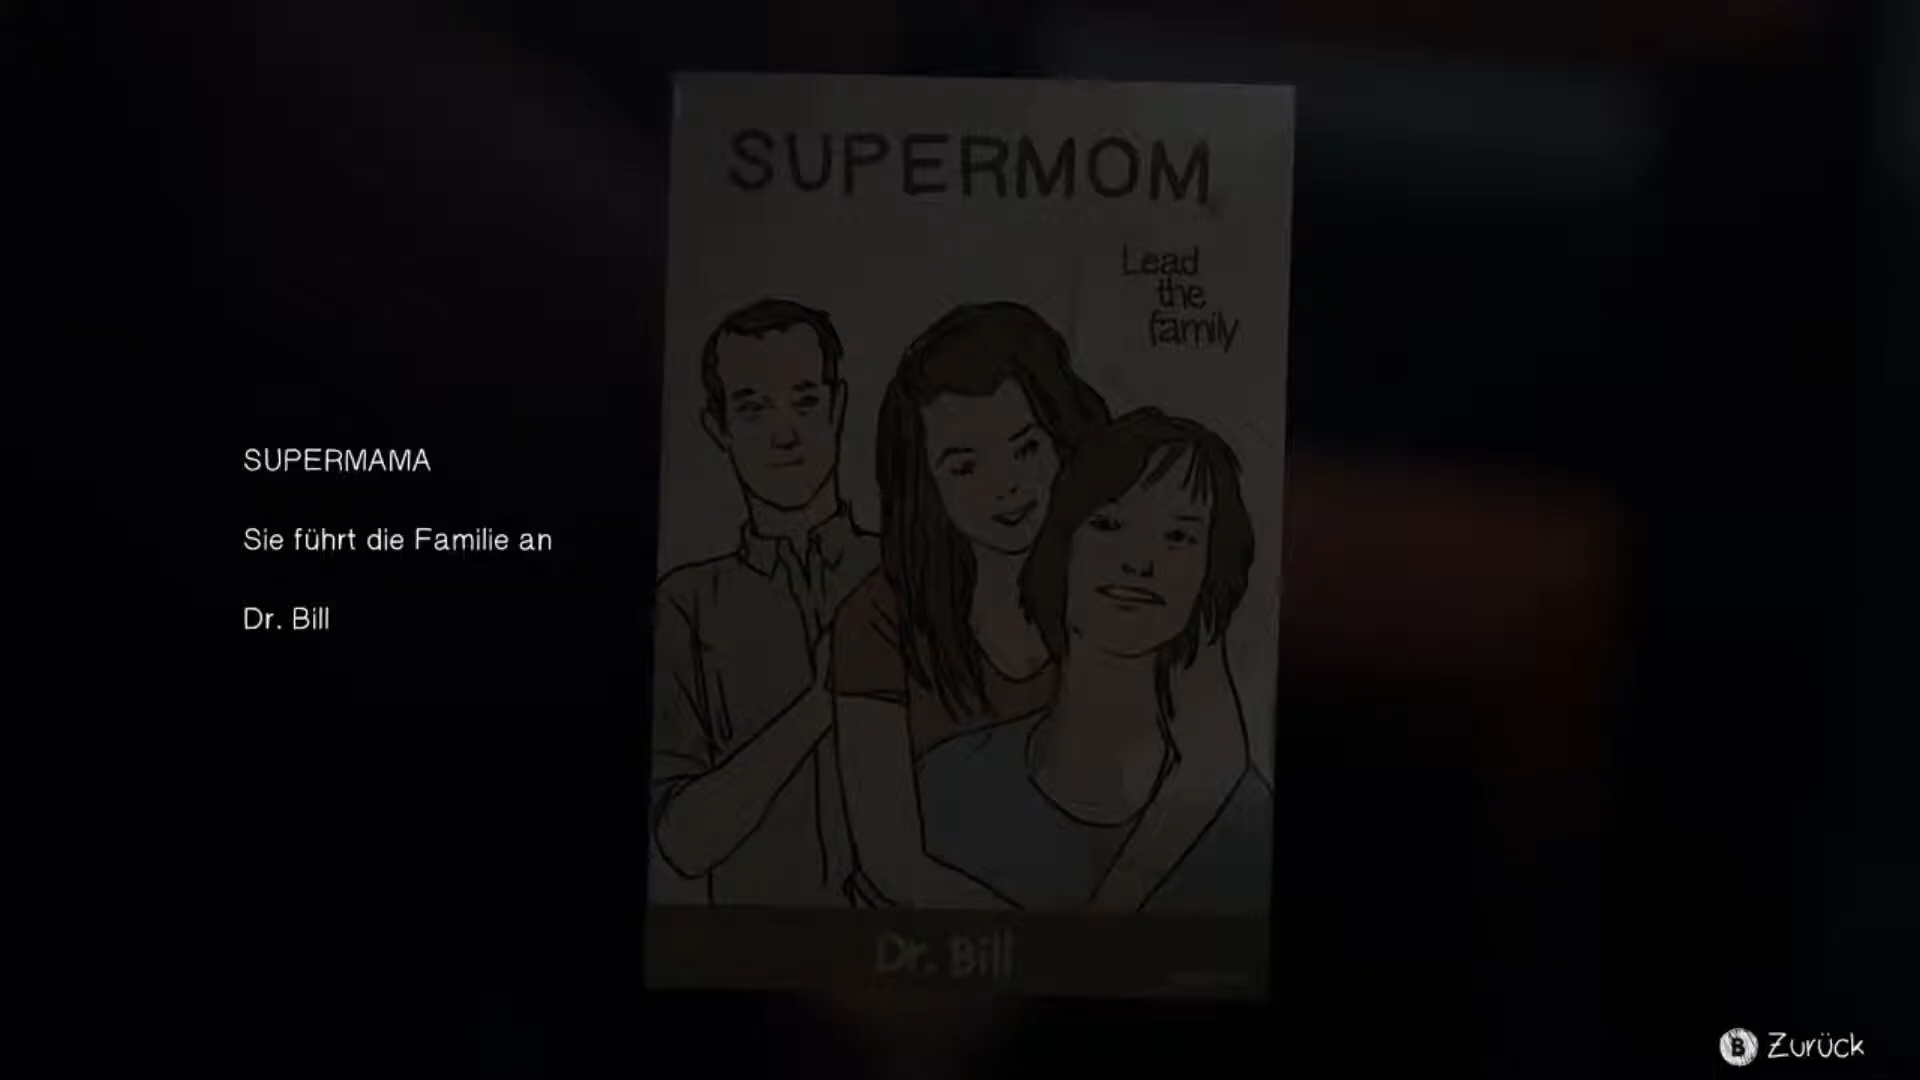 SUPERMOM
Lead
the
family
SUPERMAMA
Sie führt die Familie an
Dr. Bill
Dr. Bill
B Zurück